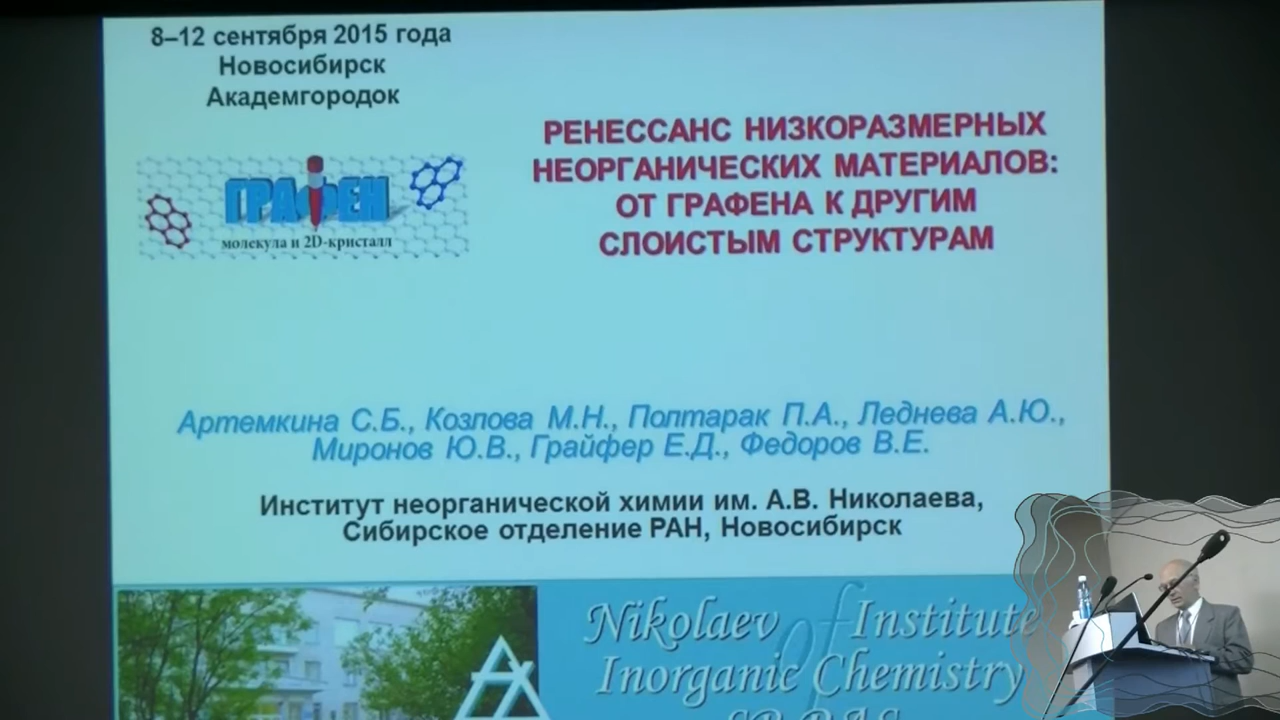 8–12 сентября 2015 года
Новосибирск
Академгородок
ГРАФЕН
молекула и 2D-кристалл
РЕНЕССАНС НИЗКОРАЗМЕРНЫХ
НЕОРГАНИЧЕСКИХ МАТЕРИАЛОВ:
ОТ ГРАФЕНА К ДРУГИМ
СЛОИСТЫМ СТРУКТУРАМ
Артемкина С.Б., Козлова М.Н., Полтарак П.А., Леднева А.Ю.,
Миронов Ю.В., Грайфер Е.Д., Федоров В.Е.
Институт неорганической химии им. А.В. Николаева,
Сибирское отделение РАН, Новосибирск
Nikolaev Institute
of
Inorganic Chemistry